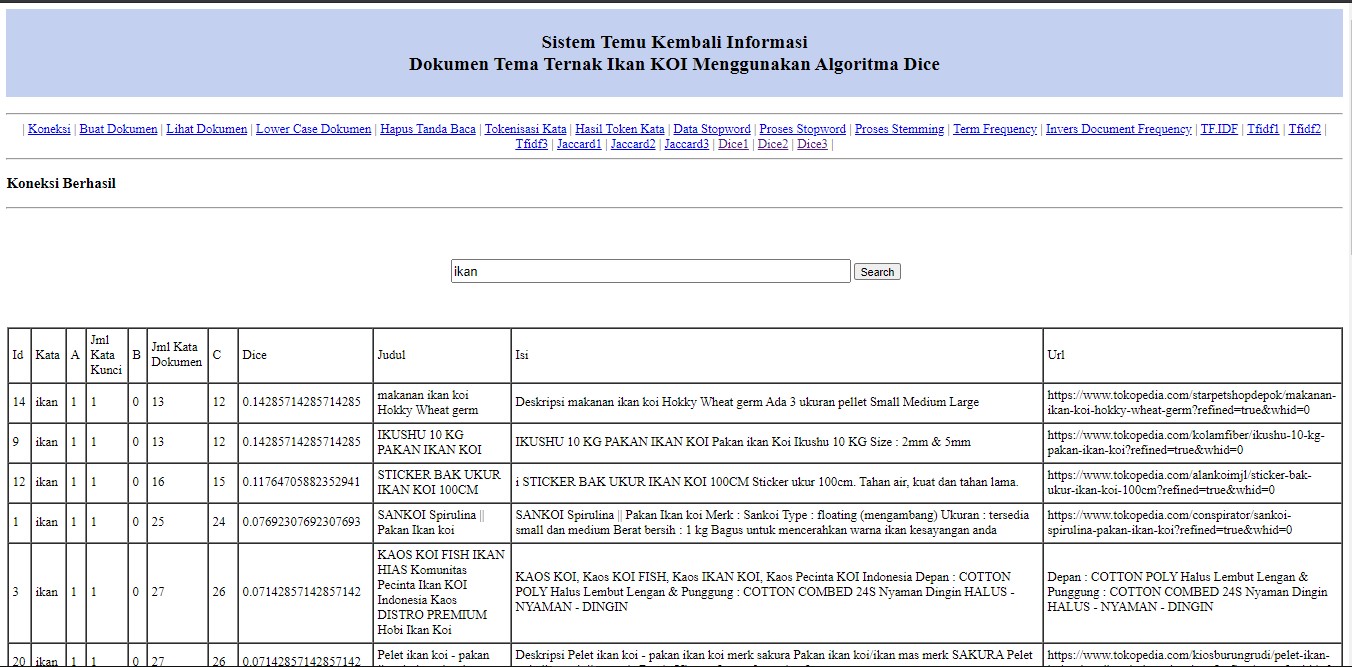 Sistem Temu Kembali Informasi
Dokumen Tema Ternak Ikan KOI Menggunakan Algoritma Dice
| Koneksi | Buat Dokumen | Lihat Dokumen | Lower Case Dokumen | Hapus Tanda Baca | Tokenisasi Kata | Hasil Token Kata | Data Stopword | Proses Stopword | Proses Stemming | Term Frequency | Invers Document Frequency | TF.IDF | Tfidf1 | Tfidf2 |
Tfidf3 | Jaccard1 | Jaccard2 | Jaccard3 | Dice1 | Dice2 | Dice3 |
Koneksi Berhasil
ikan Search
Id Kata A Jml Kata Kunci B Jml Kata Dokumen C Dice Judul Isi Url
14 ikan 1 1 0 13 12 0.14285714285714285 makanan ikan koi Hokky Wheat germ Deskripsi makanan ikan koi Hokky Wheat germ Ada 3 ukuran pellet Small Medium Large https://www.tokopedia.com/starpetshopdepok/makanan-ikan-koi-hokky-wheat-germ?refined=true&whid=0
9 ikan 1 1 0 13 12 0.14285714285714285 IKUSHU 10 KG PAKAN IKAN KOI IKUSHU 10 KG PAKAN IKAN KOI Pakan ikan Koi Ikushu 10 KG Size : 2mm & 5mm https://www.tokopedia.com/kolamfiber/ikushu-10-kg-pakan-ikan-koi?refined=true&whid=0
12 ikan 1 1 0 16 15 0.11764705882352941 STICKER BAK UKUR IKAN KOI 100CM i STICKER BAK UKUR IKAN KOI 100CM Sticker ukur 100cm. Tahan air, kuat dan tahan lama. https://www.tokopedia.com/alankoimjl/sticker-bak-ukur-ikan-koi-100cm?refined=true&whid=0
1 ikan 1 1 0 25 24 0.07692307692307693 SANKOI Spirulina || Pakan Ikan koi SANKOI Spirulina || Pakan Ikan koi Merk : Sankoi Type : floating (mengambang) Ukuran : tersedia small dan medium Berat bersih : 1 kg Bagus untuk mencerahkan warna ikan kesayangan anda https://www.tokopedia.com/conspirator/sankoi-spirulina-pakan-ikan-koi?refined=true&whid=0
3 ikan 1 1 0 27 26 0.07142857142857142 KAOS KOI FISH IKAN HIAS Komunitas Pecinta Ikan KOI Indonesia Kaos DISTRO PREMIUM Hobi Ikan Koi KAOS KOI, Kaos KOI FISH, Kaos IKAN KOI, Kaos Pecinta KOI Indonesia Depan : COTTON POLY Halus Lembut Lengan & Punggung : COTTON COMBED 24S Nyaman Dingin HALUS - NYAMAN - DINGIN Depan : COTTON POLY Halus Lembut Lengan & Punggung : COTTON COMBED 24S Nyaman Dingin HALUS - NYAMAN - DINGIN
20 ikan 1 1 0 27 26 0.07142857142857142 Pelet ikan koi - pakan Deskripsi Pelet ikan koi - pakan ikan koi merk sakura Pakan ikan koi/ikan mas merk SAKURA Pelet https://www.tokopedia.com/kiosburungrudi/pelet-ikan-